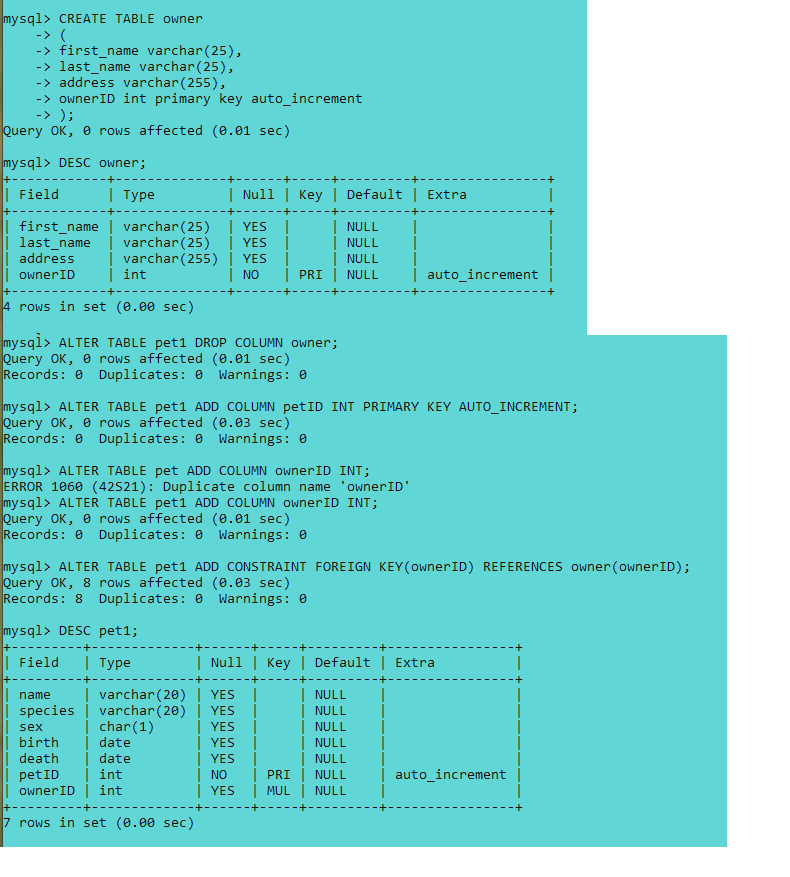 mysql> CREATE TABLE owner
    -> (
    -> first_name varchar(25),
    -> last_name varchar(25),
    -> address varchar(255),
    -> ownerID int primary key auto_increment
    -> );
Query OK, 0 rows affected (0.01 sec)

mysql> DESC owner;
+------------+--------------+------+-----+---------+----------------+
| Field      | Type         | Null | Key | Default | Extra          |
+------------+--------------+------+-----+---------+----------------+
| first_name | varchar(25)  | YES  |     | NULL    |                |
| last_name  | varchar(25)  | YES  |     | NULL    |                |
| address    | varchar(255) | YES  |     | NULL    |                |
| ownerID    | int          | NO   | PRI | NULL    | auto_increment |
+------------+--------------+------+-----+---------+----------------+
4 rows in set (0.00 sec)

mysql> ALTER TABLE pet1 DROP COLUMN owner;
Query OK, 0 rows affected (0.01 sec)
Records: 0  Duplicates: 0  Warnings: 0

mysql> ALTER TABLE pet1 ADD COLUMN petID INT PRIMARY KEY AUTO_INCREMENT;
Query OK, 0 rows affected (0.03 sec)
Records: 0  Duplicates: 0  Warnings: 0

mysql> ALTER TABLE pet ADD COLUMN ownerID INT;
ERROR 1060 (42S21): Duplicate column name 'ownerID'
mysql> ALTER TABLE pet1 ADD COLUMN ownerID INT;
Query OK, 0 rows affected (0.01 sec)
Records: 0  Duplicates: 0  Warnings: 0

mysql> ALTER TABLE pet1 ADD CONSTRAINT FOREIGN KEY(ownerID) REFERENCES owner(ownerID);
Query OK, 8 rows affected (0.03 sec)
Records: 8  Duplicates: 0  Warnings: 0

mysql> DESC pet1;
+---------+-------------+------+-----+---------+----------------+
| Field   | Type        | Null | Key | Default | Extra          |
+---------+-------------+------+-----+---------+----------------+
| name    | varchar(20) | YES  |     | NULL    |                |
| species | varchar(20) | YES  |     | NULL    |                |
| sex     | char(1)     | YES  |     | NULL    |                |
| birth   | date        | YES  |     | NULL    |                |
| death   | date        | YES  |     | NULL    |                |
| petID   | int         | NO   | PRI | NULL    | auto_increment |
| ownerID | int         | YES  | MUL | NULL    |                |
+---------+-------------+------+-----+---------+----------------+
7 rows in set (0.00 sec)